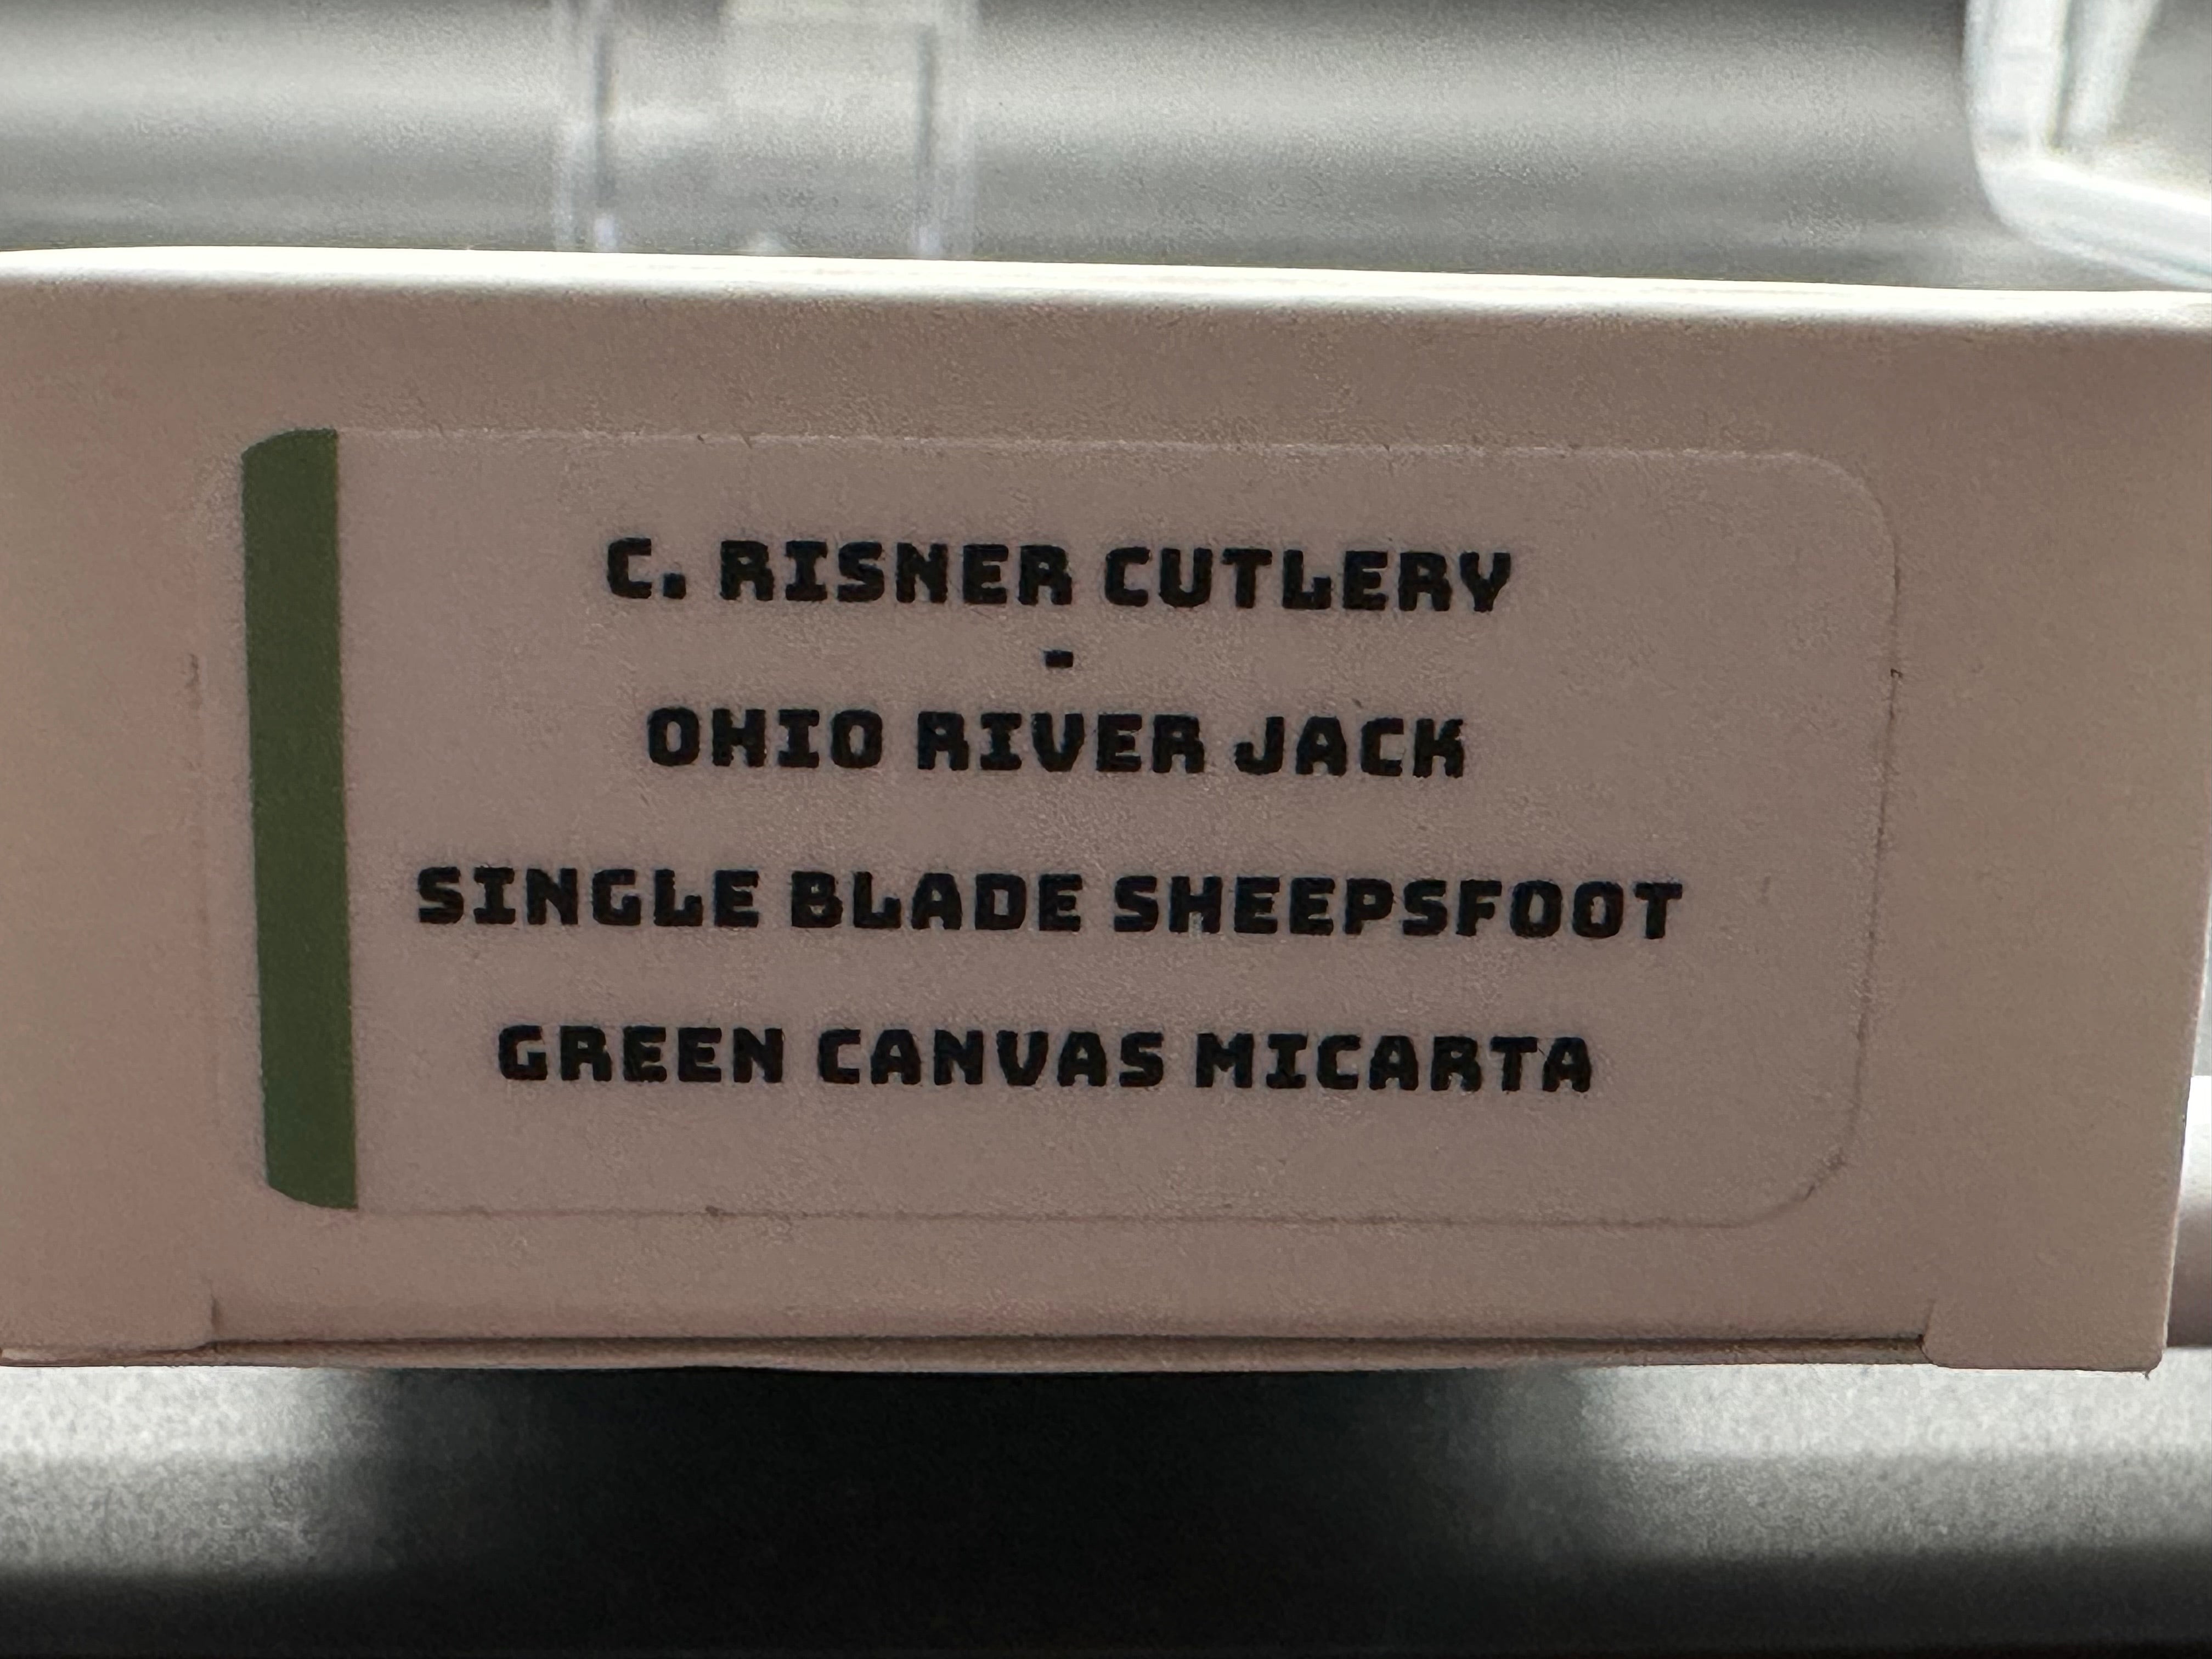 C. RISNER CUTLERY
-
OHIO RIVER JACK
SINGLE BLADE SHEEPSFOOT
GREEN CANVAS MICARTA